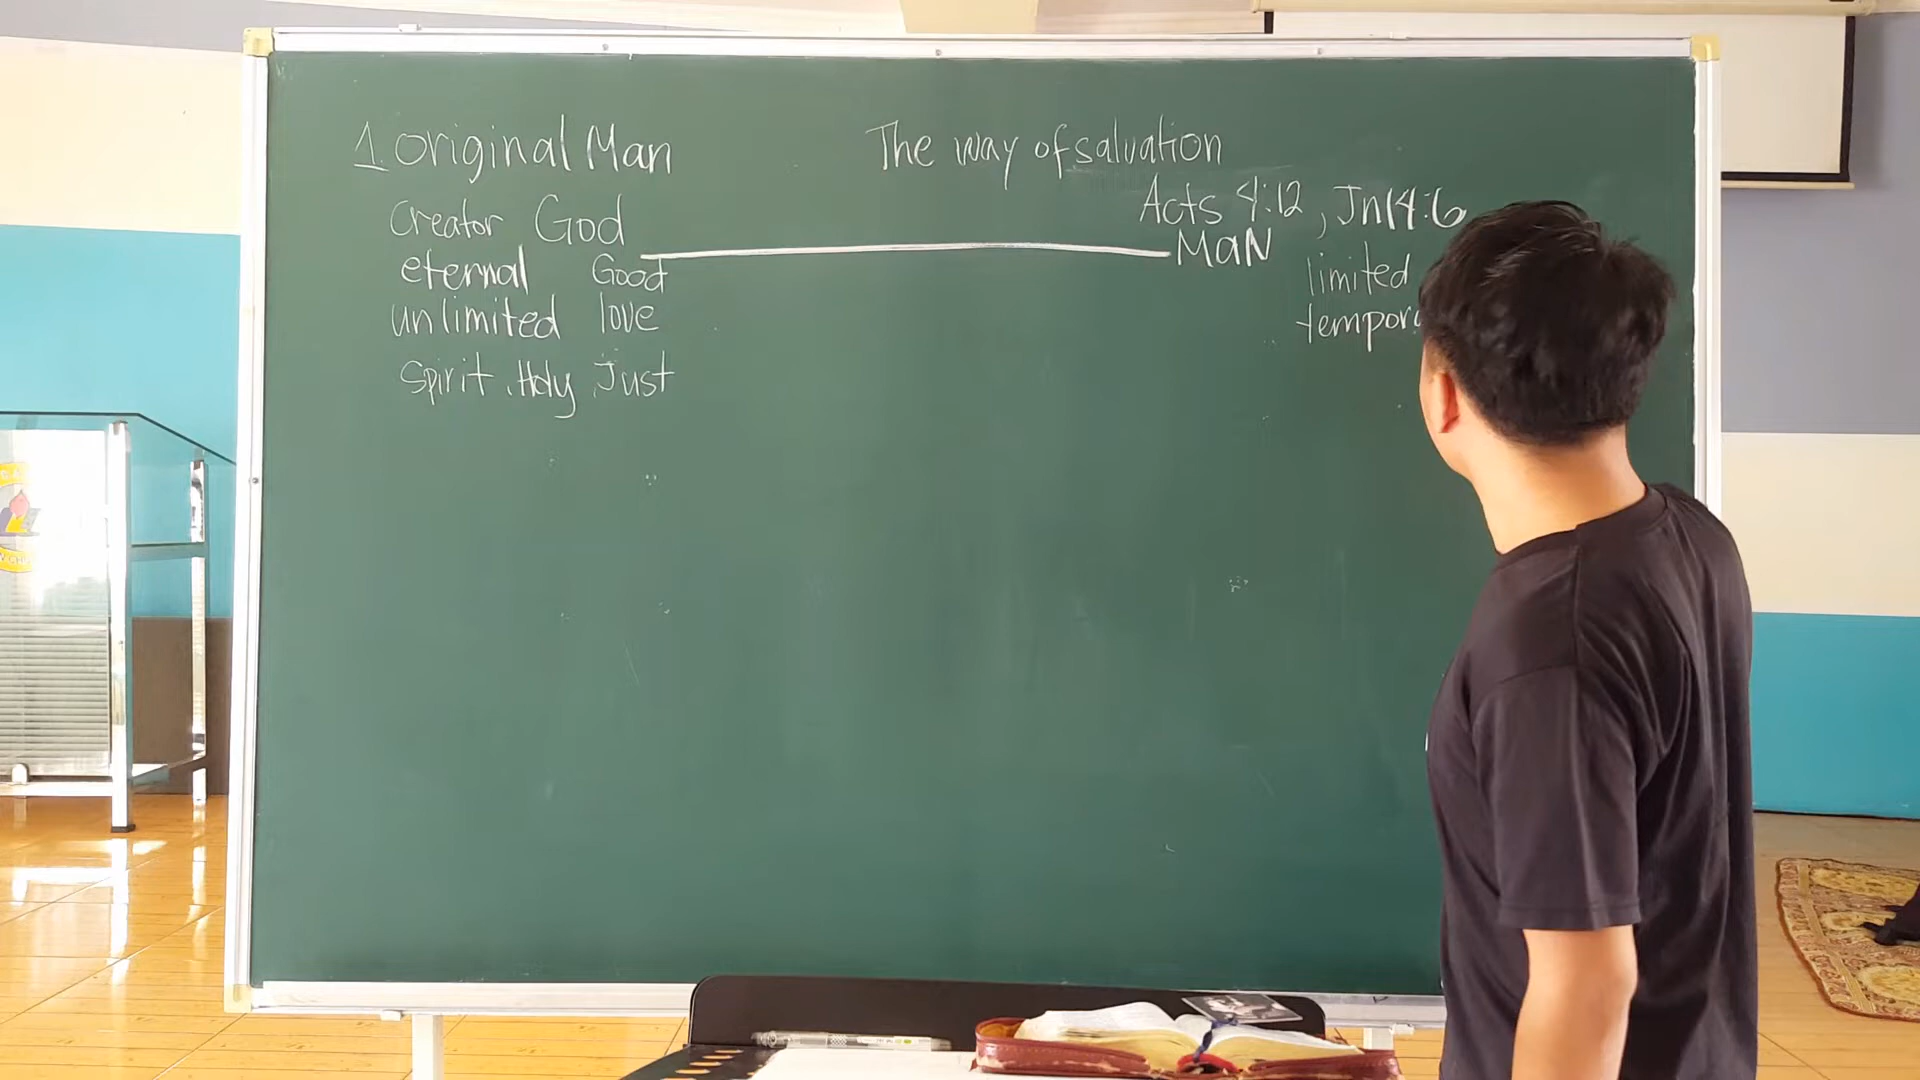 1. Original Man
The way of salvation
Acts 4:12, Jn14:6
creator God
MaN
eternal Good
limited
unlimited love
Spirit, Holy, Just